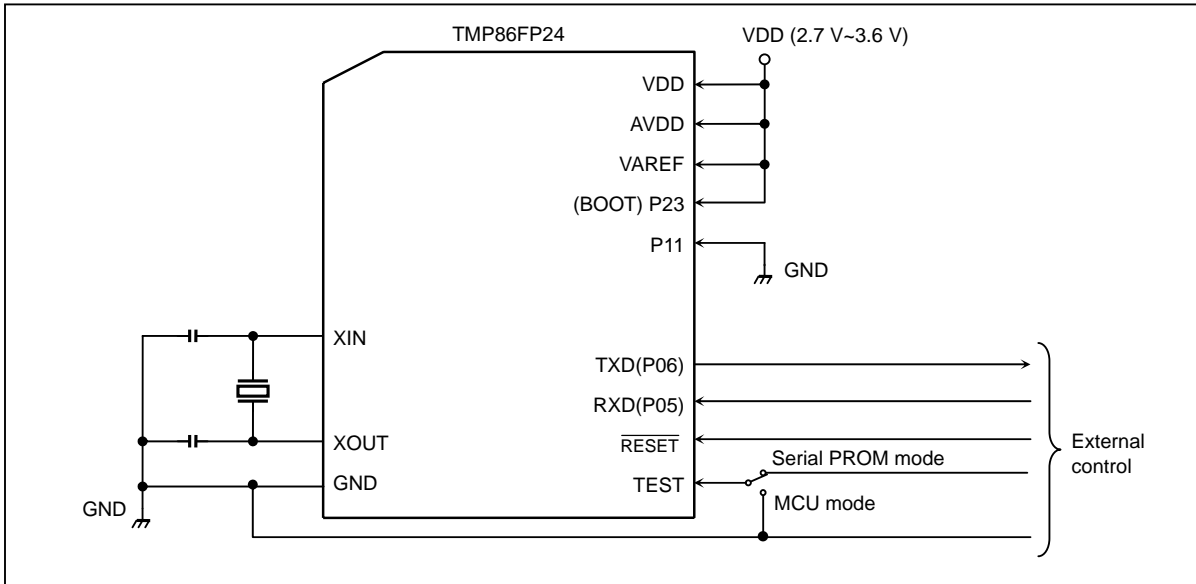 TMP86FP24
VDD (2.7 V~3.6 V)
VDD
AVDD
VAREF
(BOOT) P23
P11
GND
XIN
TXD(P06)
RXD(P05)
XOUT
RESET
External
control
Serial PROM mode
GND
TEST
MCU mode
GND